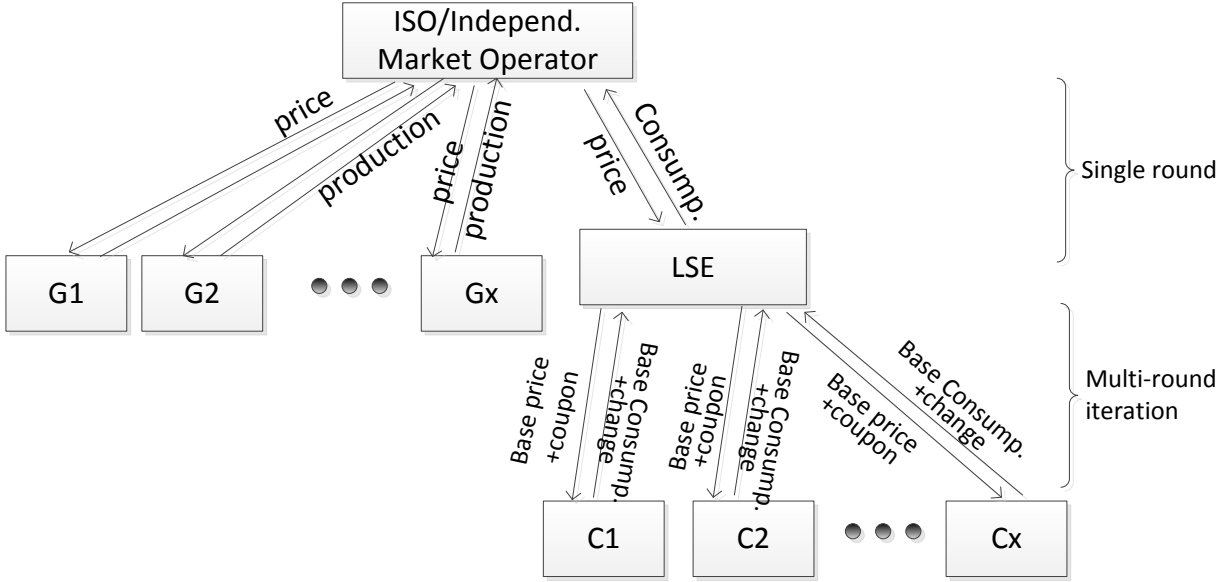 ISO/Independ.
Market Operator
price
production
price
production
price
Consump.
Single round
G1
G2
Gx
LSE
Base price
+coupon
Base Consump.
+change
Base price
+coupon
Base Consump.
+change
Base price
+coupon
Base Consump.
+change
Multi-round
iteration
C1
C2
Cx